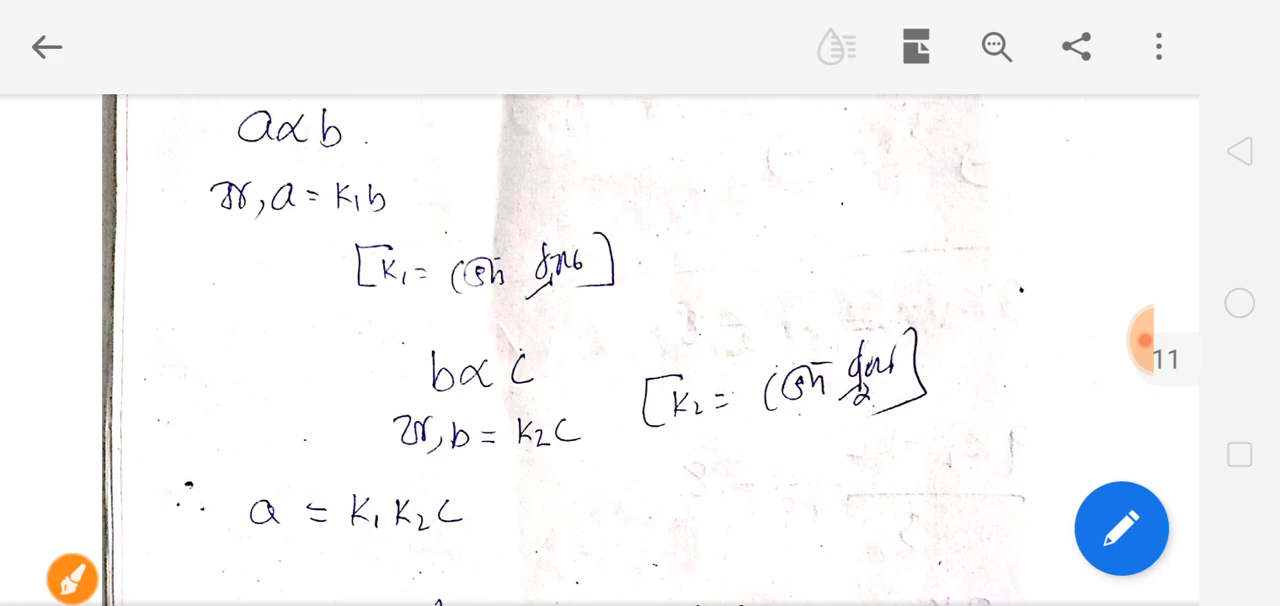 a∝b.
বা, a = K₁b
[K₁ = ভেদ ধ্রুবক]
b∝c
বা, b = K₂c [K₂ = ভেদ ধ্রুবক]
11
∴ a = K₁K₂c